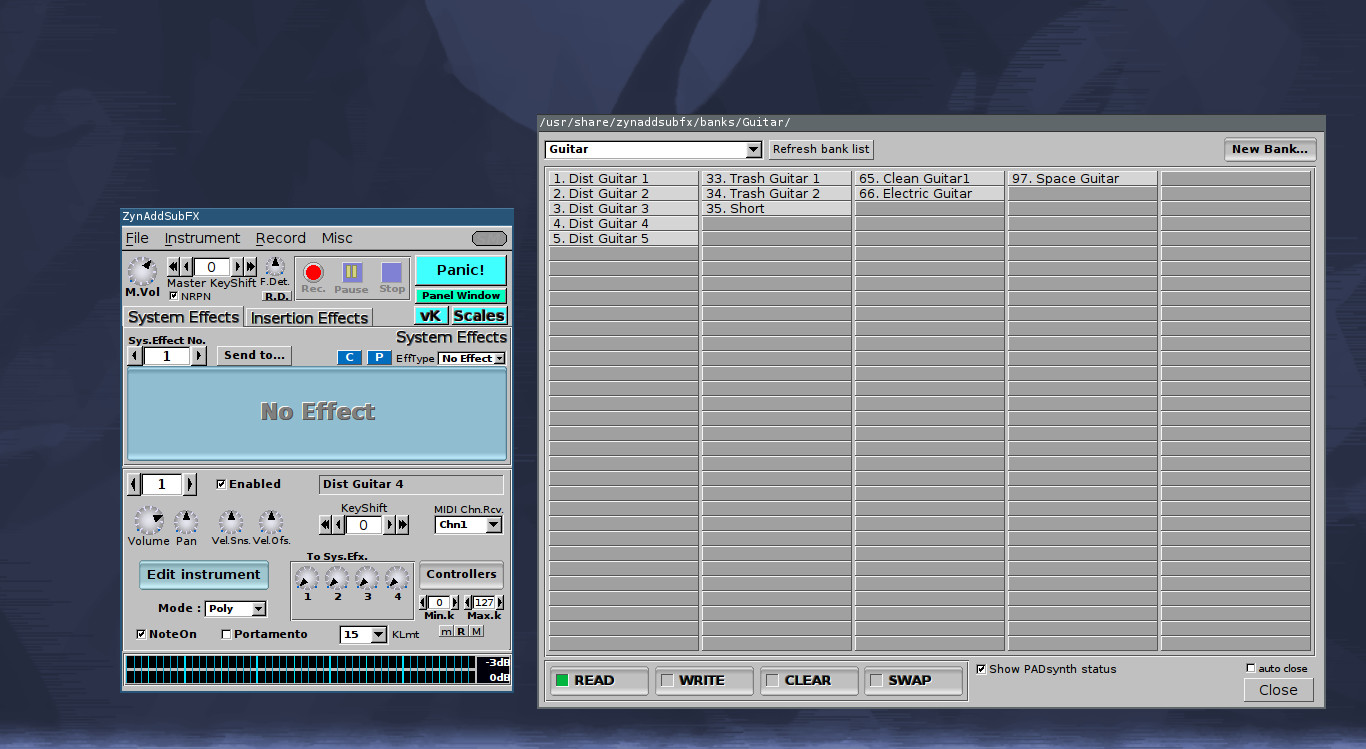 /usr/share/zynaddsubfx/banks/Guitar/
Guitar
Refresh bank list
New Bank...
1. Dist Guitar 1
2. Dist Guitar 2
3. Dist Guitar 3
4. Dist Guitar 4
5. Dist Guitar 5
33. Trash Guitar 1
34. Trash Guitar 2
35. Short
65. Clean Guitar1
66. Electric Guitar
97. Space Guitar
READ
WRITE
CLEAR
SWAP
Show PADsynth status
auto close
Close
ZynAddSubFX
File Instrument Record Misc
M.Vol
0
Master KeyShift
NRPN
F.Det.
R.D.
Rec.
Pause
Stop
Panic!
Panel Window
vK
Scales
System Effects
Insertion Effects
System Effects
Sys.Effect No.
1
Send to...
C
P
EffType
No Effect
No Effect
1
Enabled
Dist Guitar 4
Volume
Pan
Vel.Sns.
Vel.Ofs.
KeyShift
0
MIDI Chn.Rcv.
Chn1
Edit instrument
To Sys.Efx.
1 2 3 4
Controllers
Mode :
Poly
0
127
Min.k
Max.k
NoteOn
Portamento
15
KLmt
m R M
-3dB
0dB